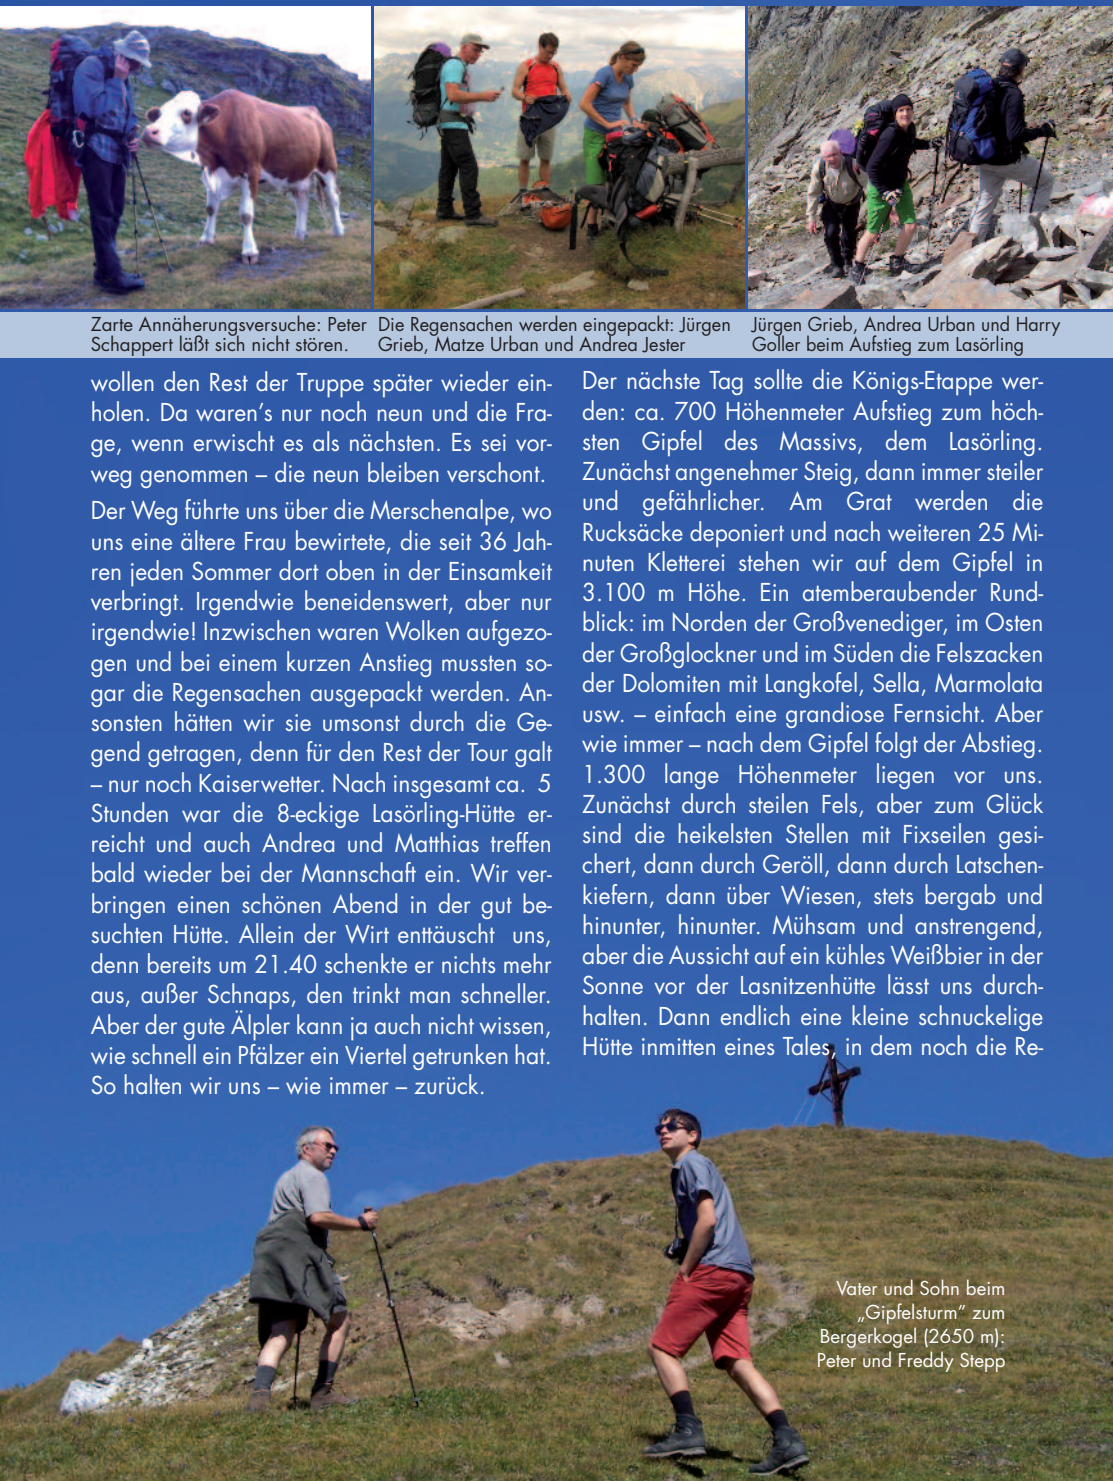 Zarte Annäherungsversuche: Peter
Schappert läßt sich nicht stören.
Die Regensachen werden eingepackt: Jürgen
Grieb, Matze Urban und Andrea Jester
Jürgen Grieb, Andrea Urban und Harry
Goller beim Aufstieg zum Lasörling
wollen den Rest der Truppe später wieder ein-
holen. Da waren’s nur noch neun und die Fra-
ge, wenn erwischt es als nächsten. Es sei vor-
weg genommen – die neun bleiben verschont.
Der Weg führte uns über die Merschenalpe, wo
uns eine ältere Frau bewirtete, die seit 36 Jah-
ren jeden Sommer dort oben in der Einsamkeit
verbringt. Irgendwie beneidenswert, aber nur
irgendwie! Inzwischen waren Wolken aufgezo-
gen und bei einem kurzen Anstieg mussten so-
gar die Regensachen ausgepackt werden. An-
sonsten hätten wir sie umsonst durch die Ge-
gend getragen, denn für den Rest der Tour galt
– nur noch Kaiserwetter. Nach insgesamt ca. 5
Stunden war die 8-eckige Lasörling-Hütte er-
reicht und auch Andrea und Matthias treffen
bald wieder bei der Mannschaft ein. Wir ver-
bringen einen schönen Abend in der gut be-
suchten Hütte. Allein der Wirt enttäuscht uns,
denn bereits um 21.40 schenkte er nichts mehr
aus, außer Schnaps, den trinkt man schneller.
Aber der gute Älpler kann ja auch nicht wissen,
wie schnell ein Pfälzer ein Viertel getrunken hat.
So halten wir uns – wie immer – zurück.
Der nächste Tag sollte die Königs-Etappe wer-
den: ca. 700 Höhenmeter Aufstieg zum höch-
sten Gipfel des Massivs, dem Lasörling.
Zunächst angenehmer Steig, dann immer steiler
und gefährlicher. Am Grat werden die
Rucksäcke deponiert und nach weiteren 25 Mi-
nuten Kletterei stehen wir auf dem Gipfel in
3.100 m Höhe. Ein atemberaubender Rund-
blick: im Norden der Großvenediger, im Osten
der Großglockner und im Süden die Felszacken
der Dolomiten mit Langkofel, Sella, Marmolata
usw. – einfach eine grandiose Fernsicht. Aber
wie immer – nach dem Gipfel folgt der Abstieg.
1.300 lange Höhenmeter liegen vor uns.
Zunächst durch steilen Fels, aber zum Glück
sind die heikelsten Stellen mit Fixseilen gesi-
chert, dann durch Geröll, dann durch Latschen-
kiefern, dann über Wiesen, stets bergab und
hinunter, hinunter. Mühsam und anstrengend,
aber die Aussicht auf ein kühles Weißbier in der
Sonne vor der Lasnitzenhütte lässt uns durch-
halten. Dann endlich eine kleine schnuckelige
Hütte inmitten eines Tales, in dem noch die Re-
Vater und Sohn beim
„Gipfelsturm“ zum
Bergerkogel (2650 m):
Peter und Freddy Stepp